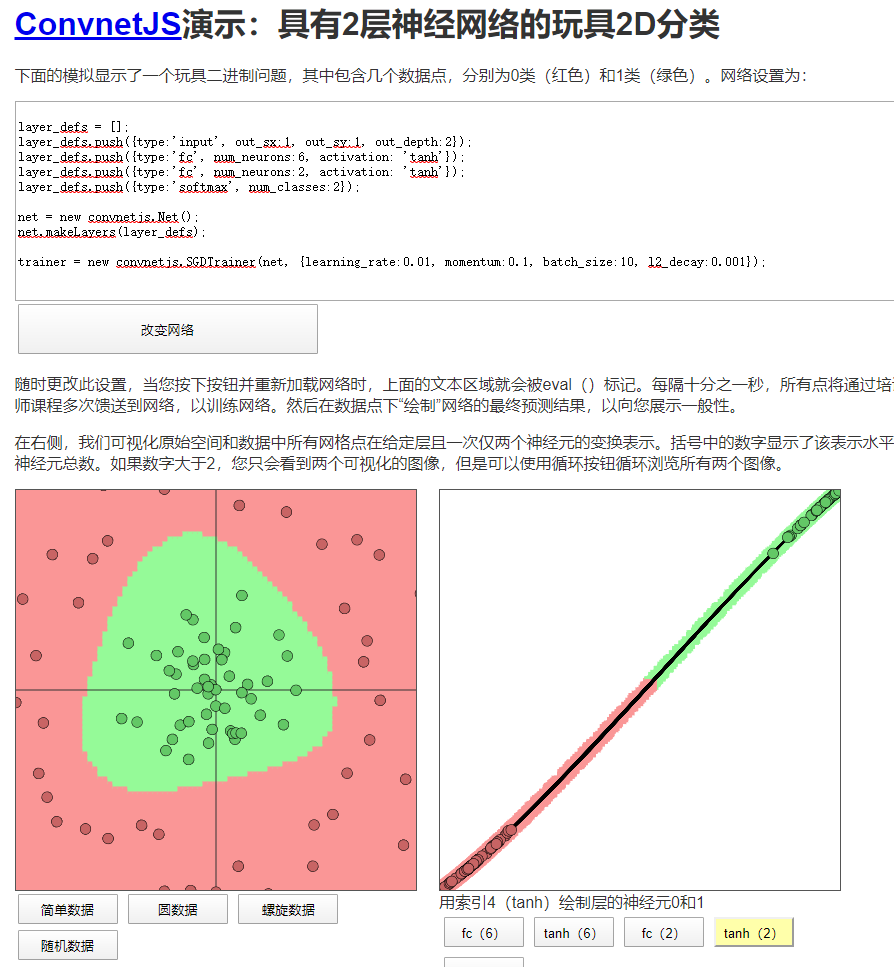 ConvnetJS演示：具有2层神经网络的玩具2D分类
下面的模拟显示了一个玩具二进制问题，其中包含几个数据点，分别为0类（红色）和1类（绿色）。网络设置为：
layer_defs = [];
layer_defs.push({type:'input', out_sx:1, out_sy:1, out_depth:2});
layer_defs.push({type:'fc', num_neurons:6, activation: 'tanh'});
layer_defs.push({type:'fc', num_neurons:2, activation: 'tanh'});
layer_defs.push({type:'softmax', num_classes:2});
net = new convnetjs.Net();
net.makeLayers(layer_defs);
trainer = new convnetjs.SGDTrainer(net, {learning_rate:0.01, momentum:0.1, batch_size:10, l2_decay:0.001});
改变网络
随时更改此设置，当您按下按钮并重新加载网络时，上面的文本区域就会被eval（）标记。每隔十分之一秒，所有点将通过培
师课程多次馈送到网络，以训练网络。然后在数据点下“绘制”网络的最终预测结果，以向您展示一般性。
在右侧，我们可视化原始空间和数据中所有网格点在给定层且一次仅两个神经元的变换表示。括号中的数字显示了该表示水平
神经元总数。如果数字大于2，您只会看到两个可视化的图像，但是可以使用循环按钮循环浏览所有两个图像。
用索引4（tanh）绘制层的神经元0和1
简单数据 圆数据 螺旋数据 fc（6） tanh（6） fc（2） tanh（2）
随机数据